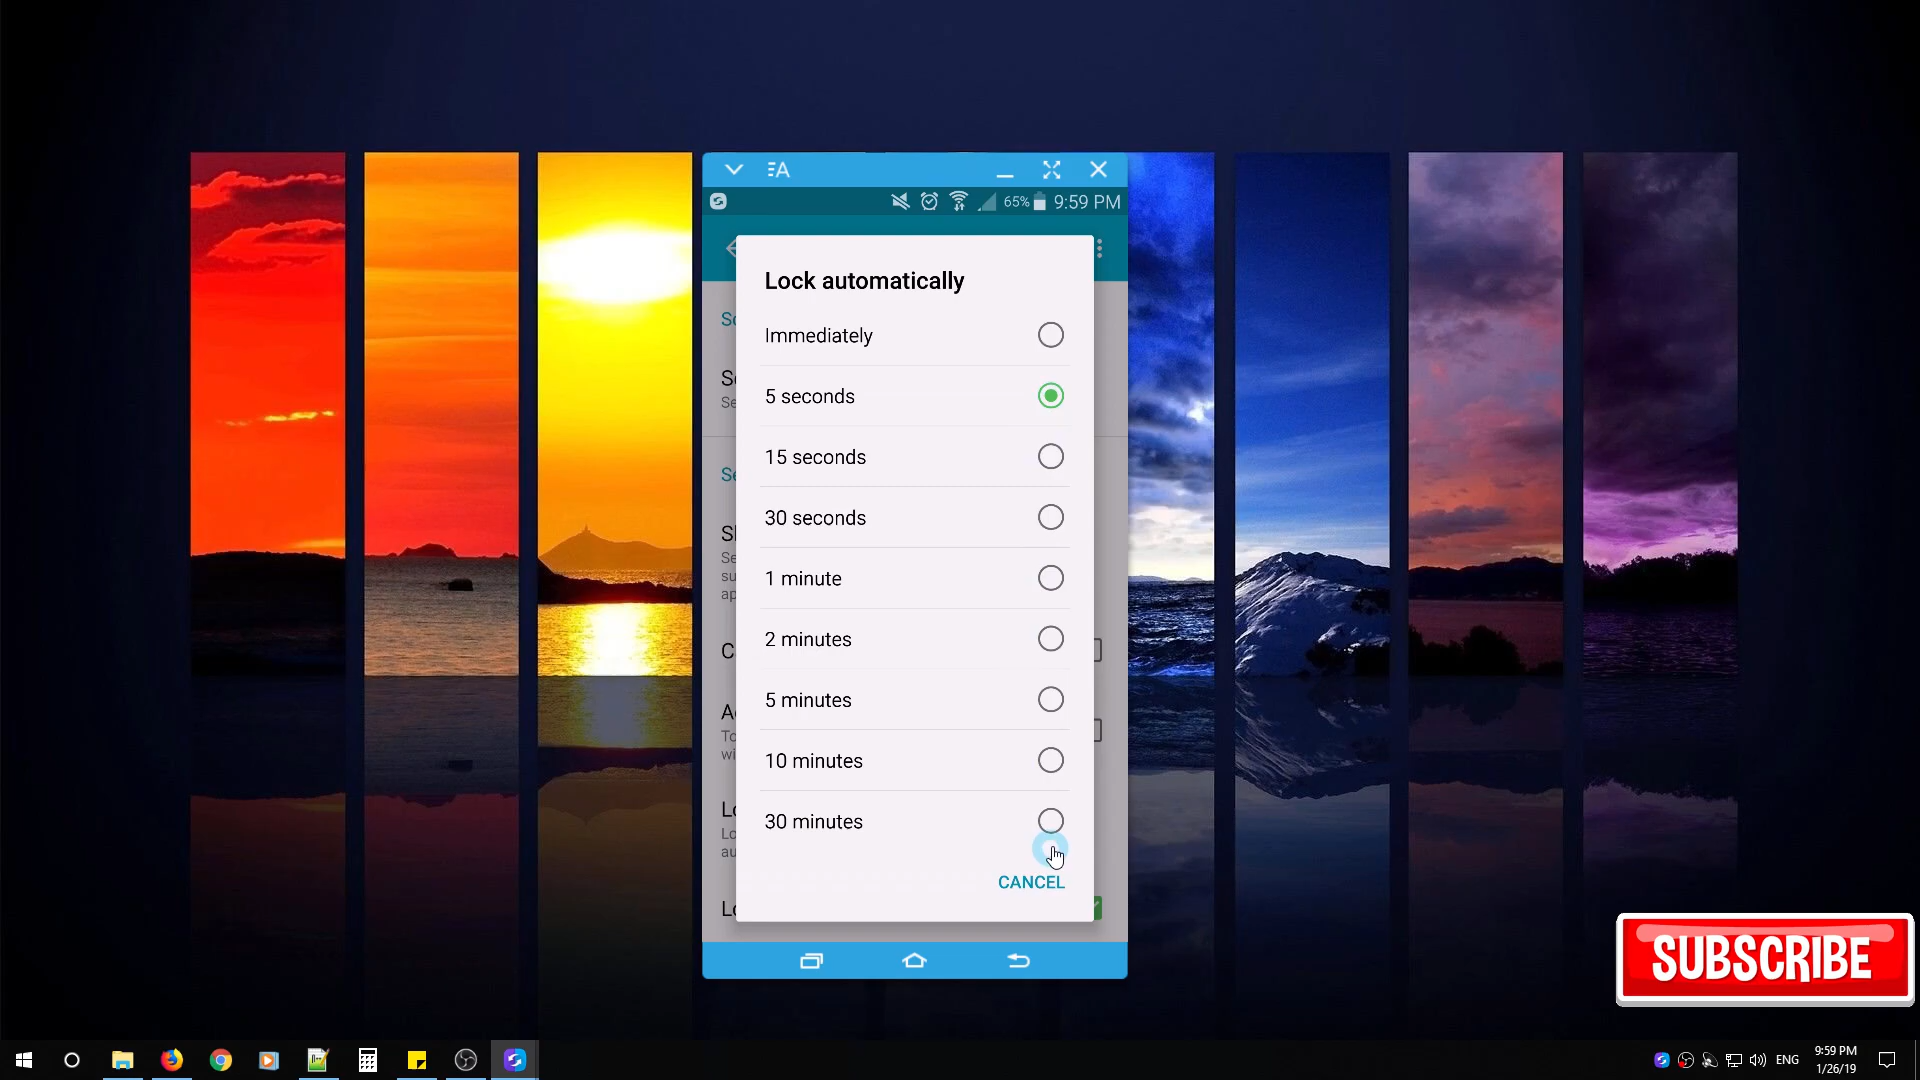 65% 9:59 PM
Lock automatically
Immediately
5 seconds
15 seconds
30 seconds
1 minute
2 minutes
5 minutes
10 minutes
30 minutes
CANCEL
SUBSCRIBE
ENG
9:59 PM
1/26/19